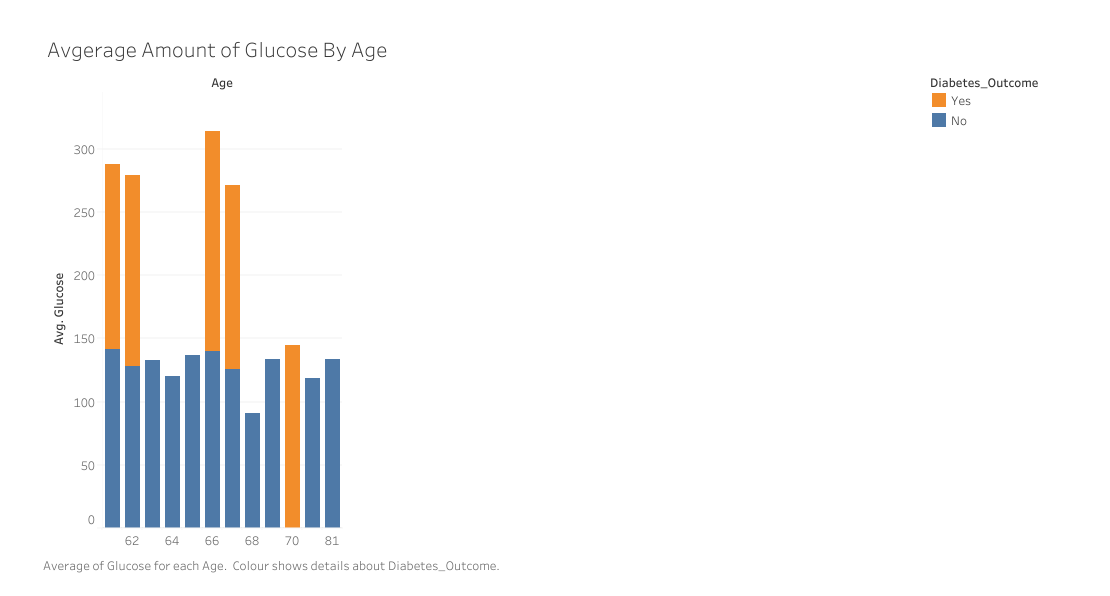 Avgerage Amount of Glucose By Age
Age
Diabetes_Outcome
Yes
No
300
250
200
150
100
50
0
Avg. Glucose
62 64 66 68 70 81
Average of Glucose for each Age. Colour shows details about Diabetes_Outcome.